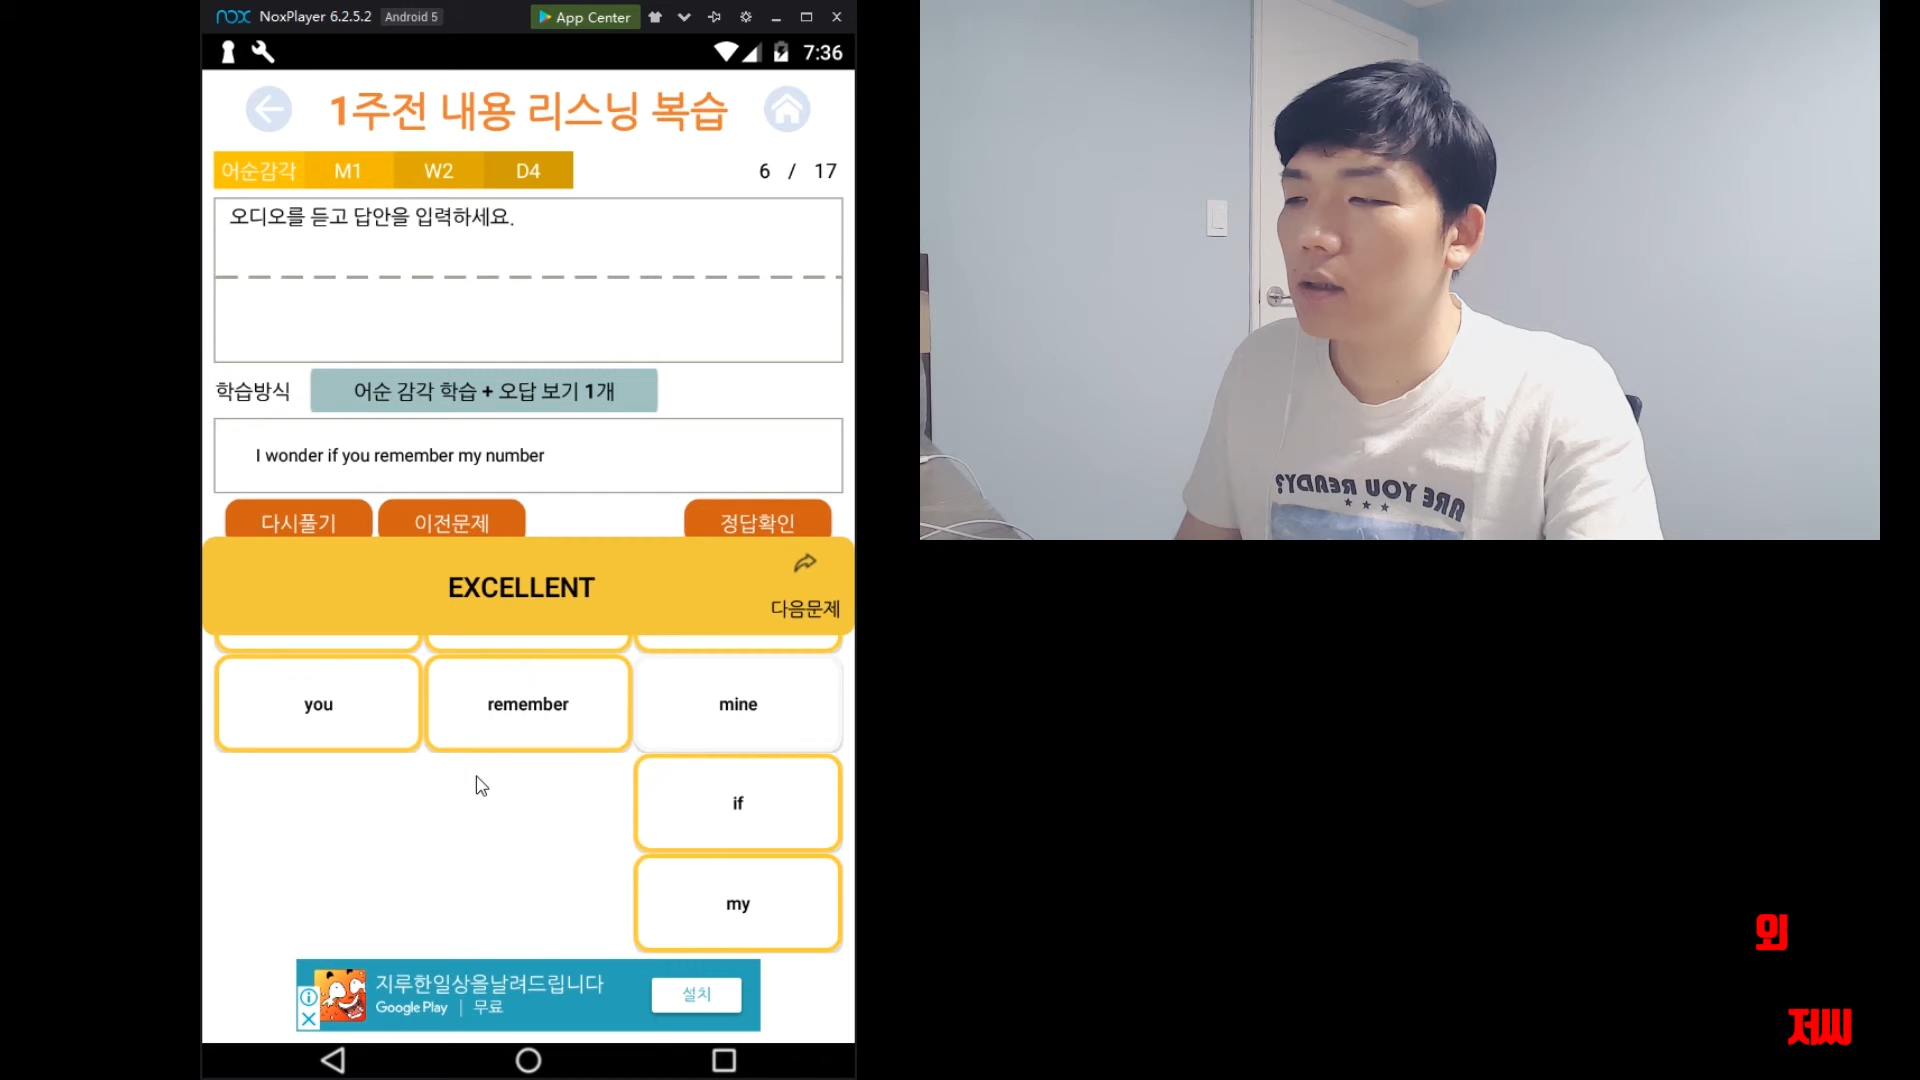 nox NoxPlayer 6.2.5.2 Android 5 App Center
7:36
1주전 내용 리스닝 복습
어순감각 M1 W2 D4 6 / 17
오디오를 듣고 답안을 입력하세요.
학습방식 어순 감각 학습 + 오답 보기 1개
I wonder if you remember my number
다시풀기 이전문제 정답확인
EXCELLENT
다음문제
you remember mine
if
my
지루한일상을날려드립니다
Google Play | 무료
설치
ARE YOU READY?
외
저씨